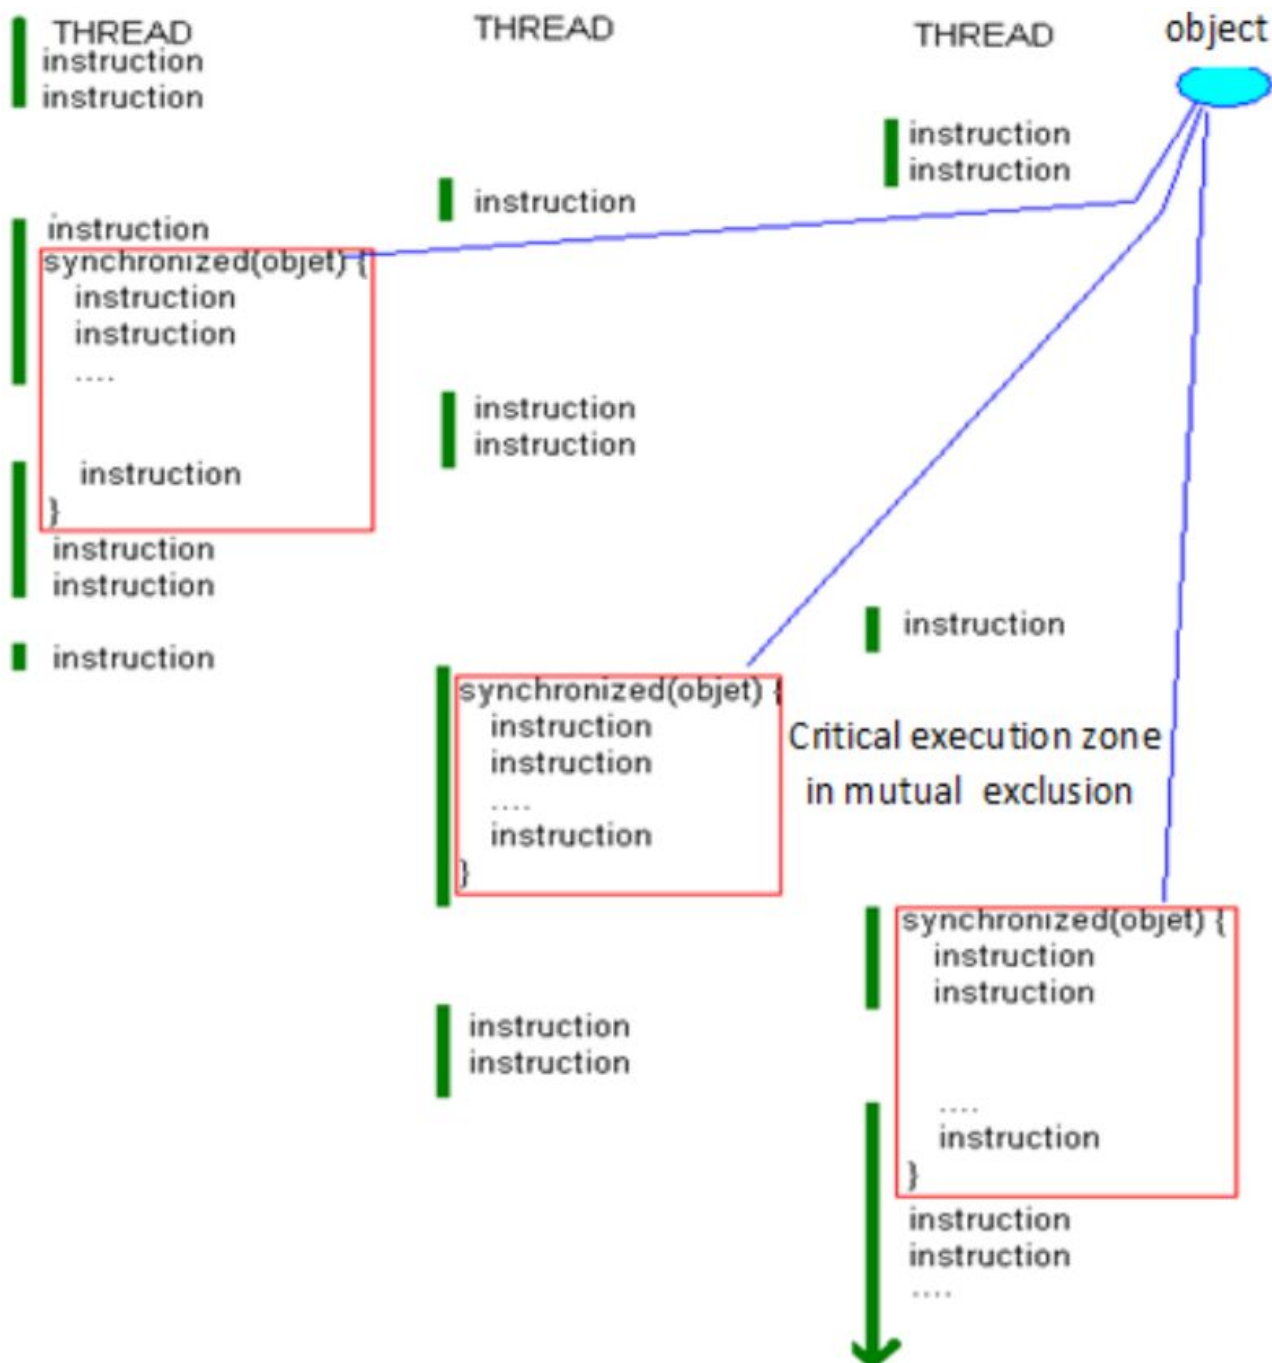 THREAD
instruction
instruction
instruction
synchronized(objet) {
instruction
instruction
....
instruction
}
instruction
instruction
instruction
THREAD
instruction
instruction
instruction
synchronized(objet) {
instruction
instruction
....
instruction
}
instruction
instruction
THREAD
instruction
instruction
instruction
Critical execution zone
in mutual exclusion
synchronized(objet) {
instruction
instruction
....
instruction
}
instruction
instruction
....
object